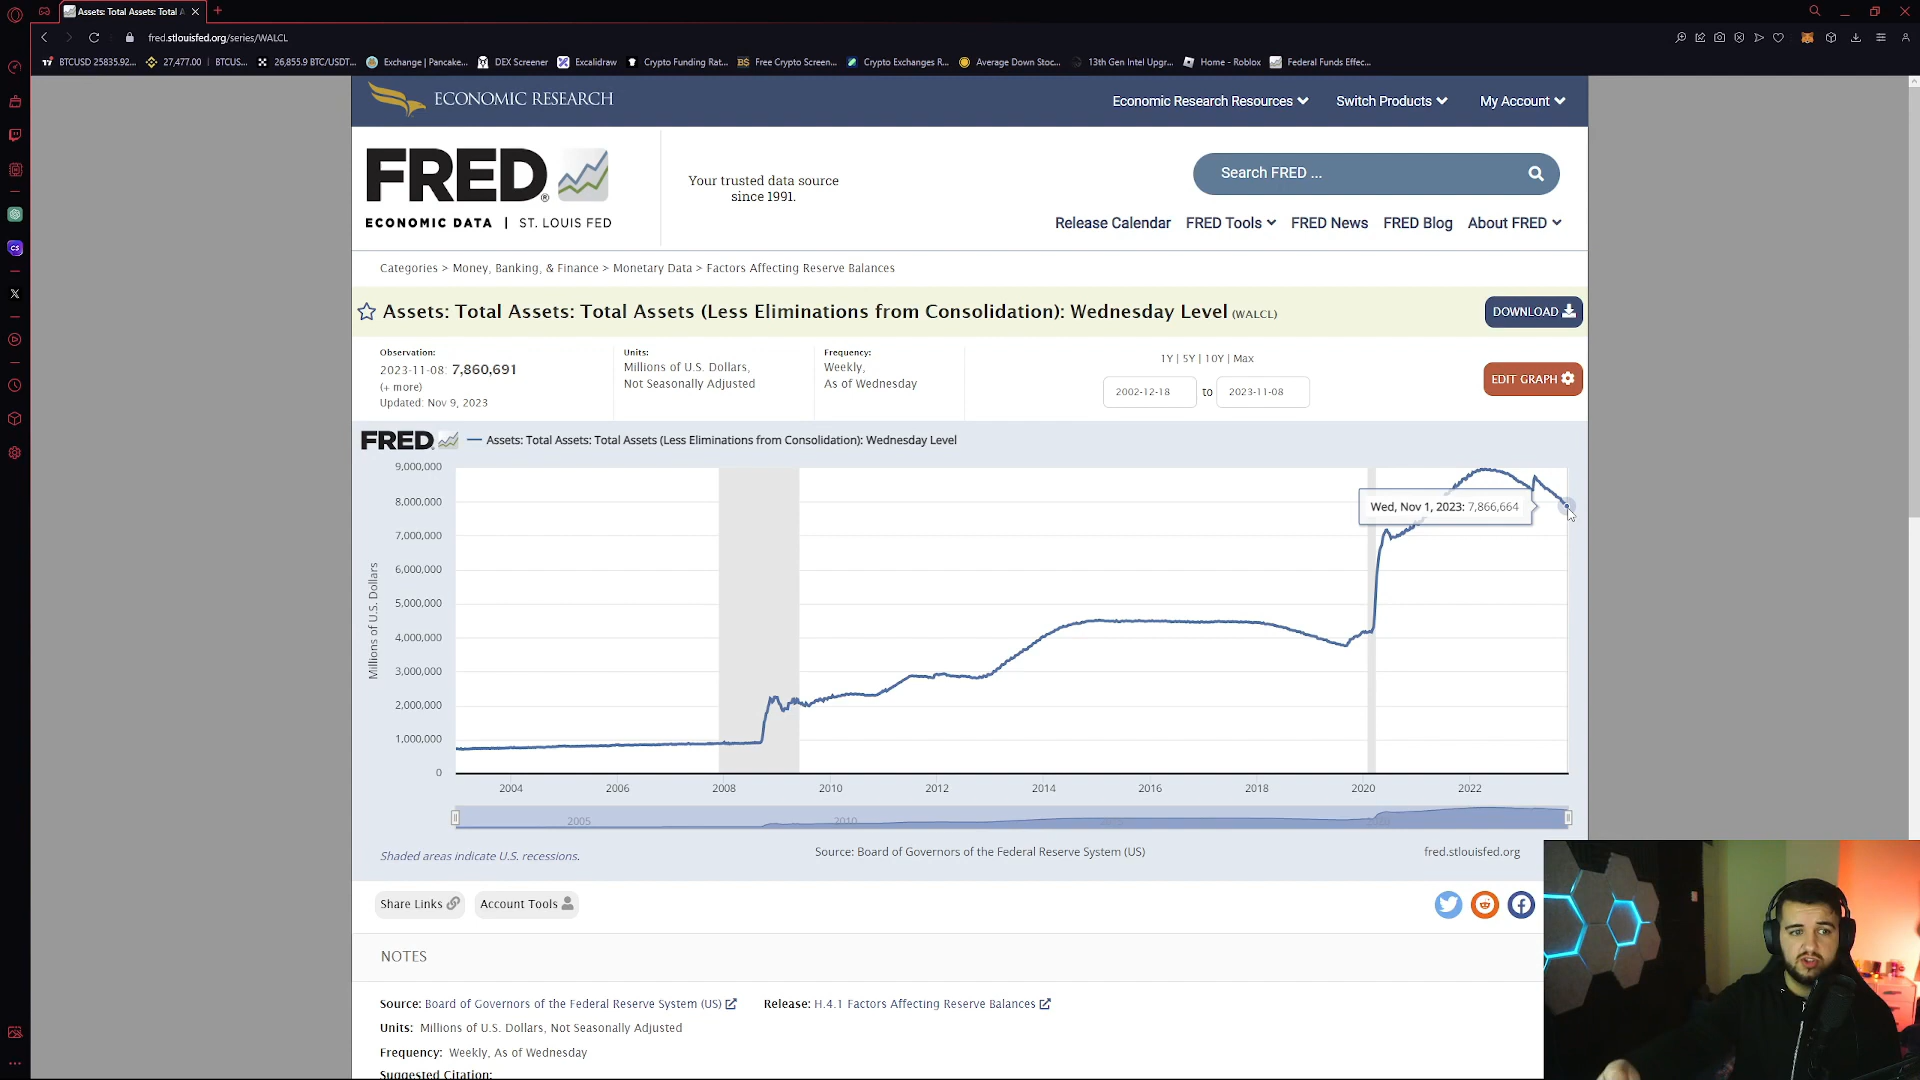 Assets: Total Assets: Total A
fred.stlouisfed.org/series/WALCL
BTCUSD 25835.92... 27,477.00 BTCUS... 26,855.9 BTC/USDT... Exchange | Pancake... DEX Screener Excalidraw Crypto Funding Rat... Free Crypto Screen... Crypto Exchanges R... Average Down Stoc... 13th Gen Intel Upgr... Home - Roblox Federal Funds Effec...
ECONOMIC RESEARCH
Economic Research Resources Switch Products My Account
FRED®
ECONOMIC DATA | ST. LOUIS FED
Your trusted data source
since 1991.
Search FRED ...
Release Calendar FRED Tools FRED News FRED Blog About FRED
Categories > Money, Banking, & Finance > Monetary Data > Factors Affecting Reserve Balances
Assets: Total Assets: Total Assets (Less Eliminations from Consolidation): Wednesday Level (WALCL)
DOWNLOAD
Observation:
2023-11-08: 7,860,691
(+ more)
Updated: Nov 9, 2023
Units:
Millions of U.S. Dollars,
Not Seasonally Adjusted
Frequency:
Weekly,
As of Wednesday
1Y | 5Y | 10Y | Max
2002-12-18 to 2023-11-08
EDIT GRAPH
FRED Assets: Total Assets: Total Assets (Less Eliminations from Consolidation): Wednesday Level
Millions of U.S. Dollars
9,000,000
8,000,000
7,000,000
6,000,000
5,000,000
4,000,000
3,000,000
2,000,000
1,000,000
0
Wed, Nov 1, 2023: 7,866,664
2004 2006 2008 2010 2012 2014 2016 2018 2020 2022
2005 2010
Shaded areas indicate U.S. recessions.
Source: Board of Governors of the Federal Reserve System (US)
fred.stlouisfed.org
Share Links Account Tools
NOTES
Source: Board of Governors of the Federal Reserve System (US) Release: H.4.1 Factors Affecting Reserve Balances
Units: Millions of U.S. Dollars, Not Seasonally Adjusted
Frequency: Weekly, As of Wednesday
Suggested Citation: